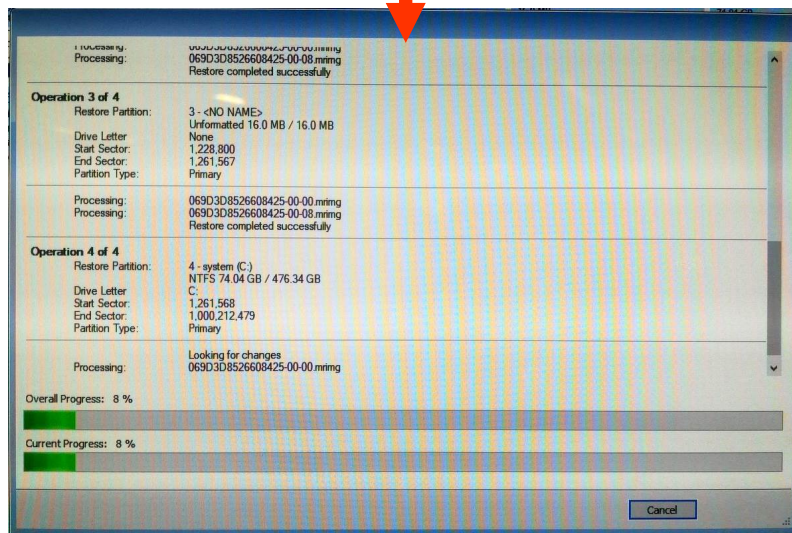 Processing:
Processing: 069D3D8526608425-00-08.mrimg
Restore completed successfully
Operation 3 of 4
Restore Partition: 3 - <NO NAME>
Unformatted 16.0 MB / 16.0 MB
Drive Letter None
Start Sector: 1,228,800
End Sector: 1,261,567
Partition Type: Primary
Processing: 069D3D8526608425-00-00.mrimg
Processing: 069D3D8526608425-00-08.mrimg
Restore completed successfully
Operation 4 of 4
Restore Partition: 4 - system (C:)
NTFS 74.04 GB / 476.34 GB
Drive Letter C:
Start Sector: 1,261,568
End Sector: 1,000,212,479
Partition Type: Primary
Looking for changes
Processing: 069D3D8526608425-00-00.mrimg
Overall Progress: 8 %
Current Progress: 8 %
Cancel